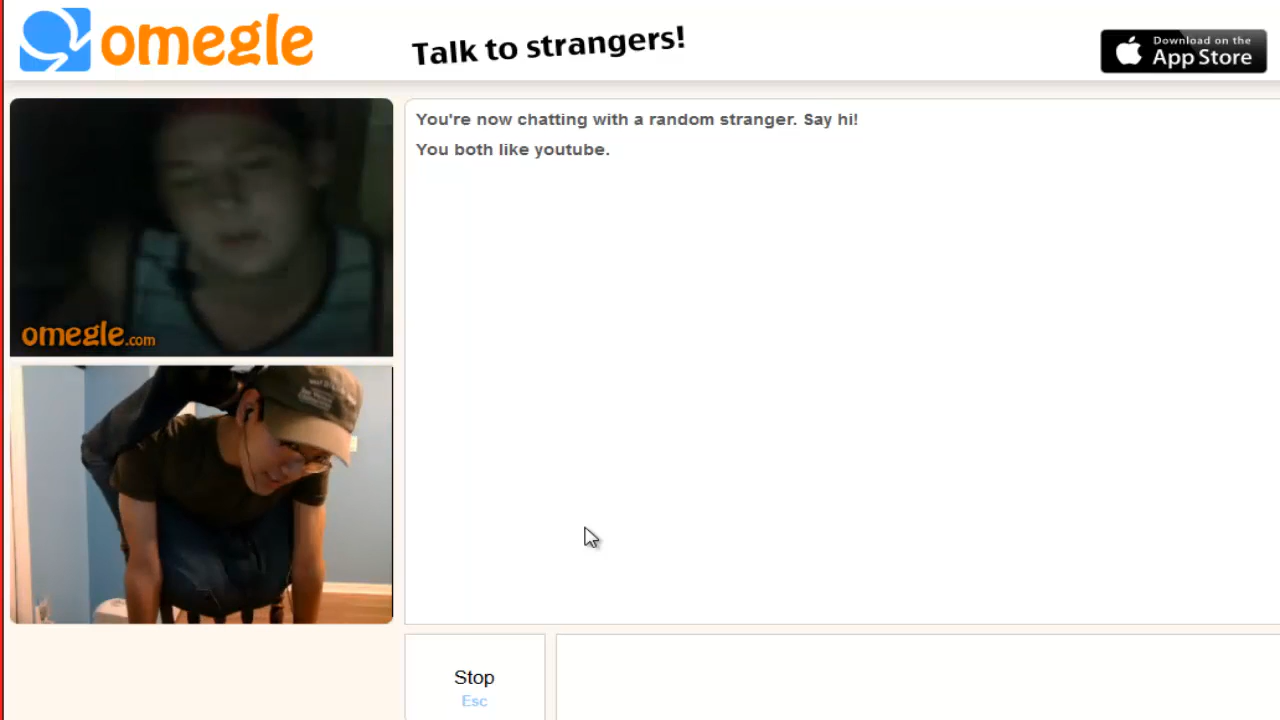 omegle
Talk to strangers!
Download on the
App Store
You're now chatting with a random stranger. Say hi!
You both like youtube.
omegle.com
Stop
Esc